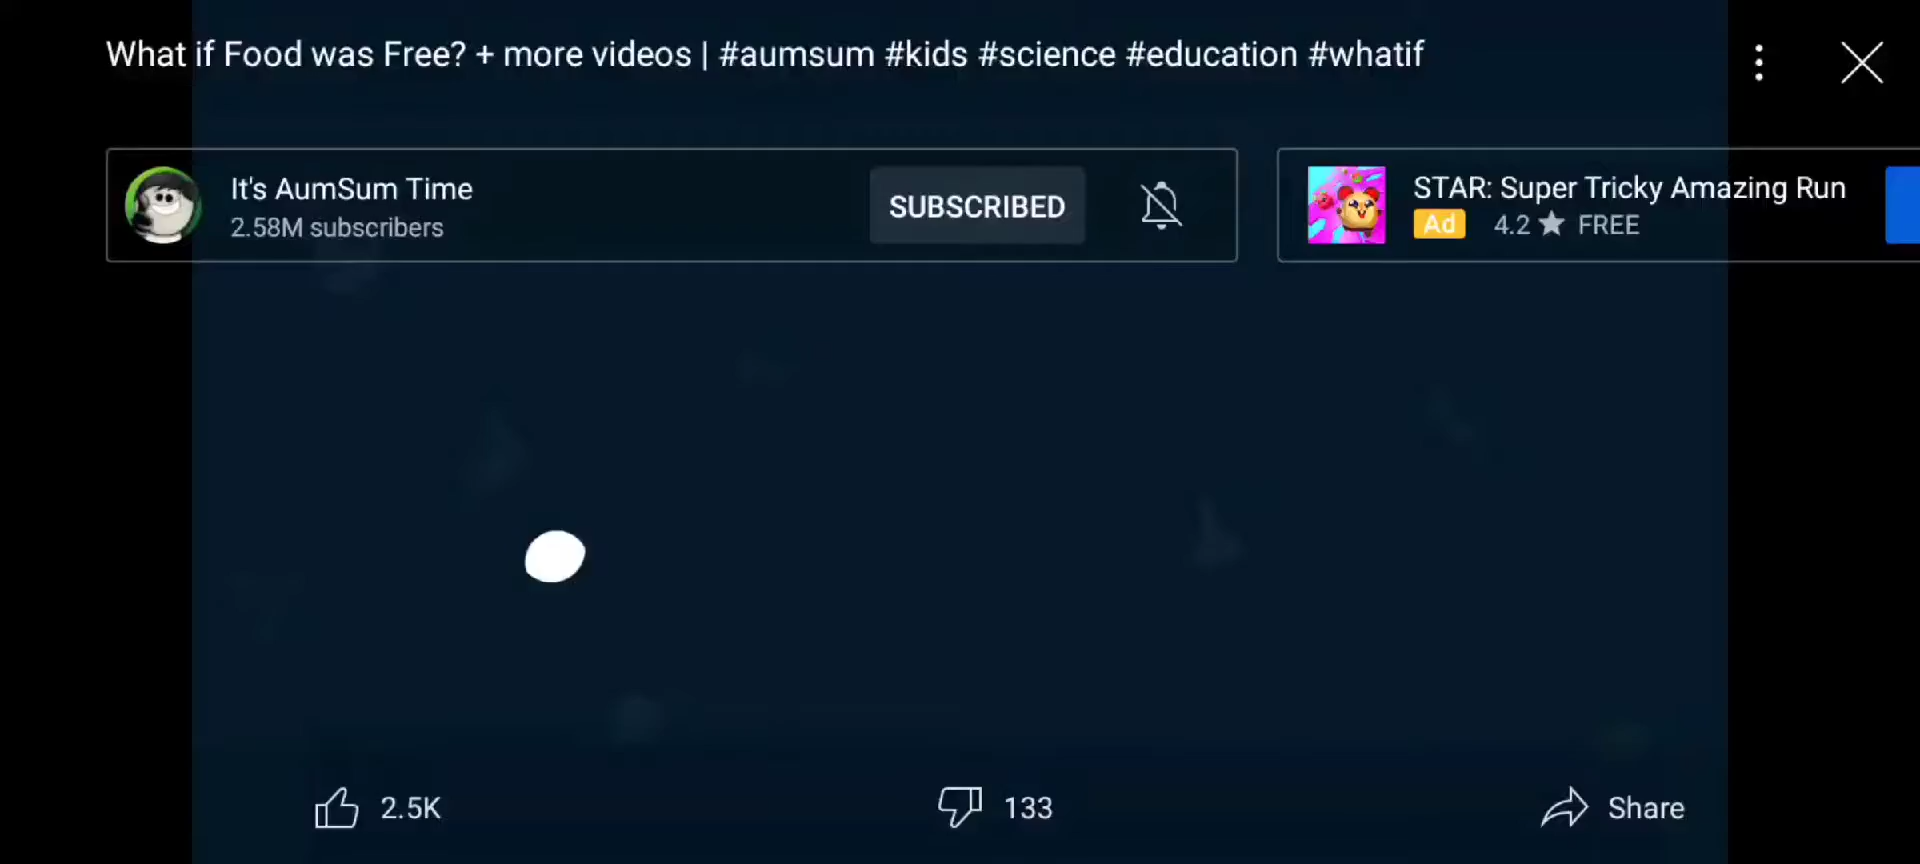 What if Food was Free? + more videos | #aumsum #kids #science #education #whatif
It's AumSum Time
2.58M subscribers
SUBSCRIBED
STAR: Super Tricky Amazing Run
Ad 4.2 ★ FREE
2.5K
133
Share